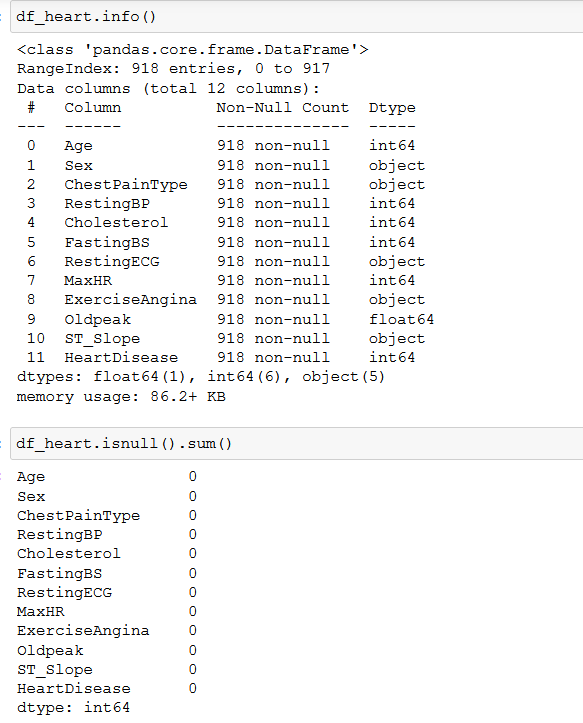 df_heart.info()
<class 'pandas.core.frame.DataFrame'>
RangeIndex: 918 entries, 0 to 917
Data columns (total 12 columns):
 #   Column          Non-Null Count  Dtype
---  ------          --------------  -----
 0   Age             918 non-null    int64
 1   Sex             918 non-null    object
 2   ChestPainType   918 non-null    object
 3   RestingBP       918 non-null    int64
 4   Cholesterol     918 non-null    int64
 5   FastingBS       918 non-null    int64
 6   RestingECG      918 non-null    object
 7   MaxHR           918 non-null    int64
 8   ExerciseAngina  918 non-null    object
 9   Oldpeak         918 non-null    float64
 10  ST_Slope        918 non-null    object
 11  HeartDisease    918 non-null    int64
dtypes: float64(1), int64(6), object(5)
memory usage: 86.2+ KB
df_heart.isnull().sum()
Age               0
Sex               0
ChestPainType     0
RestingBP         0
Cholesterol       0
FastingBS         0
RestingECG        0
MaxHR             0
ExerciseAngina    0
Oldpeak           0
ST_Slope          0
HeartDisease      0
dtype: int64